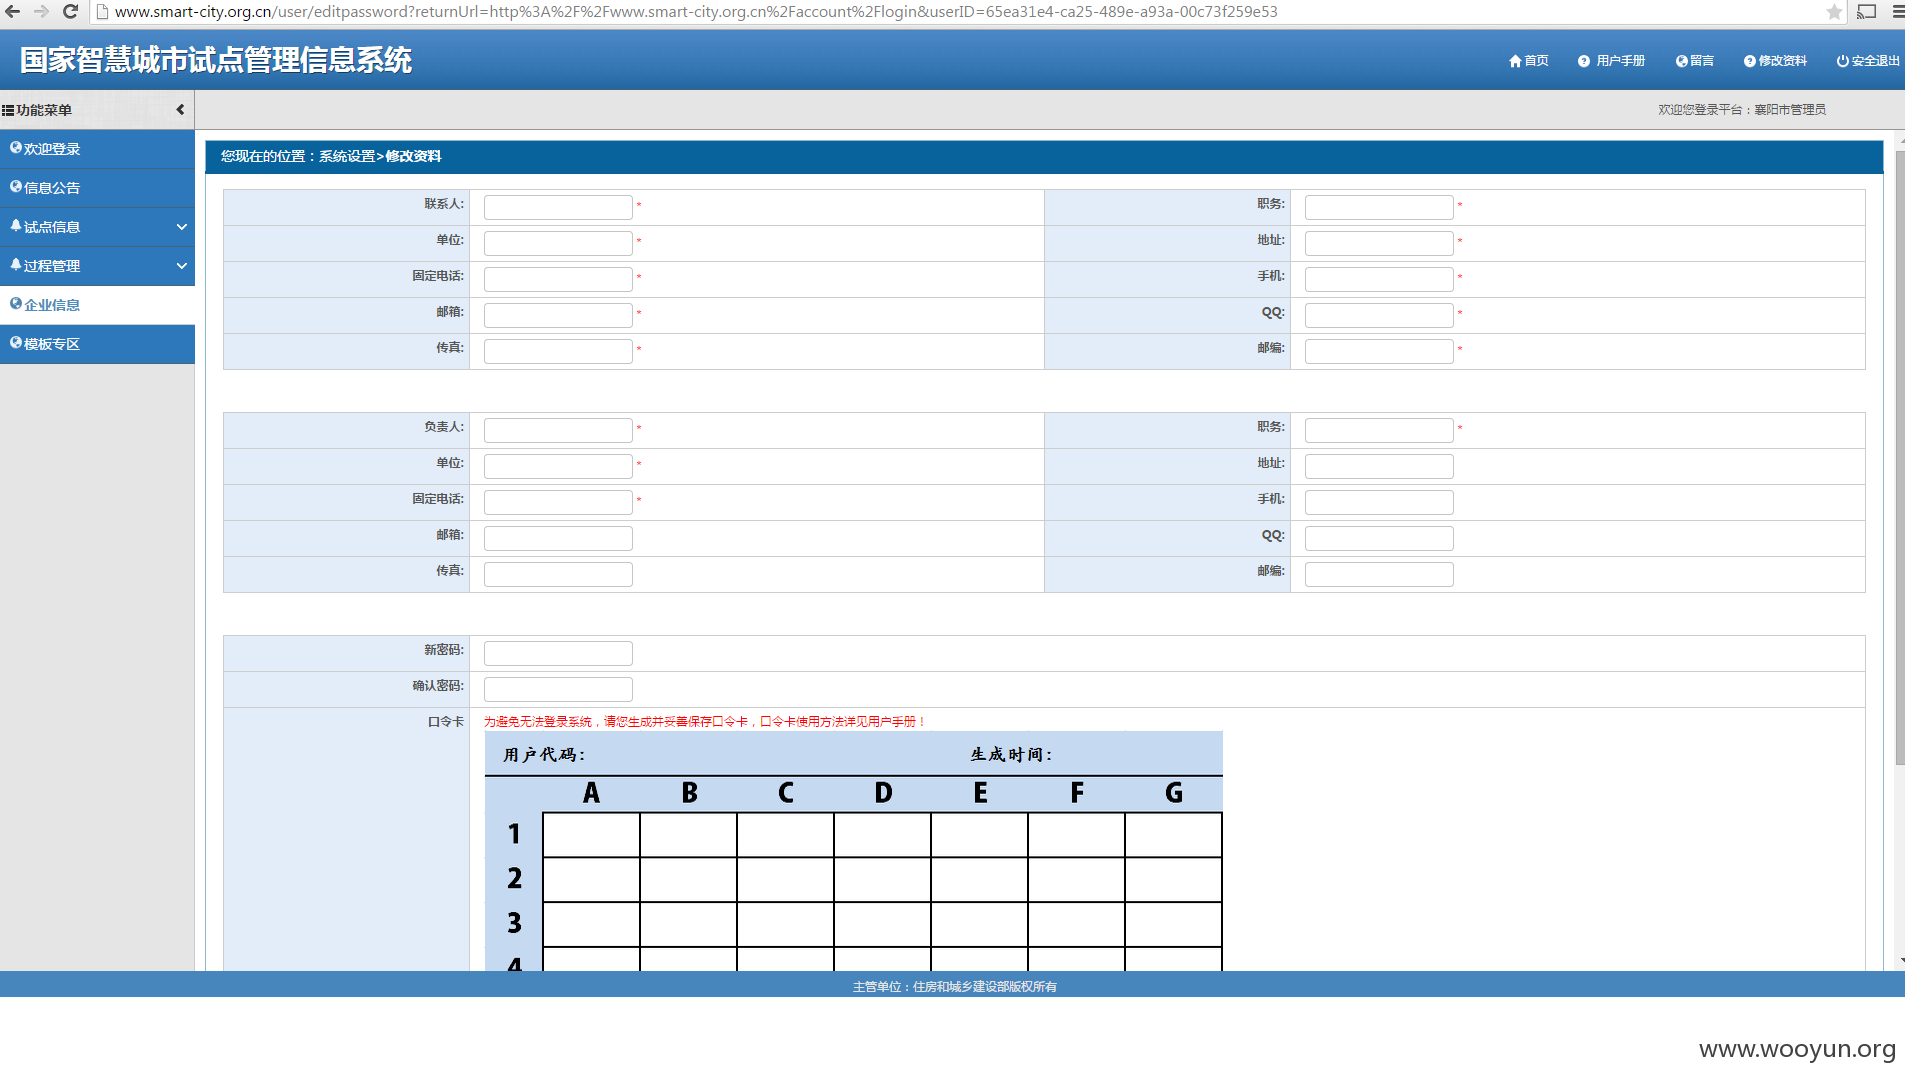 www.smart-city.org.cn/user/editpassword?returnUrl=http%3A%2F%2Fwww.smart-city.org.cn%2Faccount%2Flogin&userID=65ea31e4-ca25-489e-a93a-00c73f259e53
国家智慧城市试点管理信息系统
首页 用户手册 留言 修改资料 安全退出
功能菜单
欢迎您登录平台：襄阳市管理员
欢迎登录
信息公告
试点信息
过程管理
企业信息
模板专区
您现在的位置：系统设置>修改资料
联系人: * 职务: *
单位: * 地址: *
固定电话: * 手机: *
邮箱: * QQ: *
传真: * 邮编: *
负责人: * 职务: *
单位: * 地址:
固定电话: * 手机:
邮箱: QQ:
传真: 邮编:
新密码:
确认密码:
口令卡 为避免无法登录系统，请您生成并妥善保存口令卡，口令卡使用方法详见用户手册！
用户代码: 生成时间:
A B C D E F G
1
2
3
4
主管单位：住房和城乡建设部版权所有
www.wooyun.org